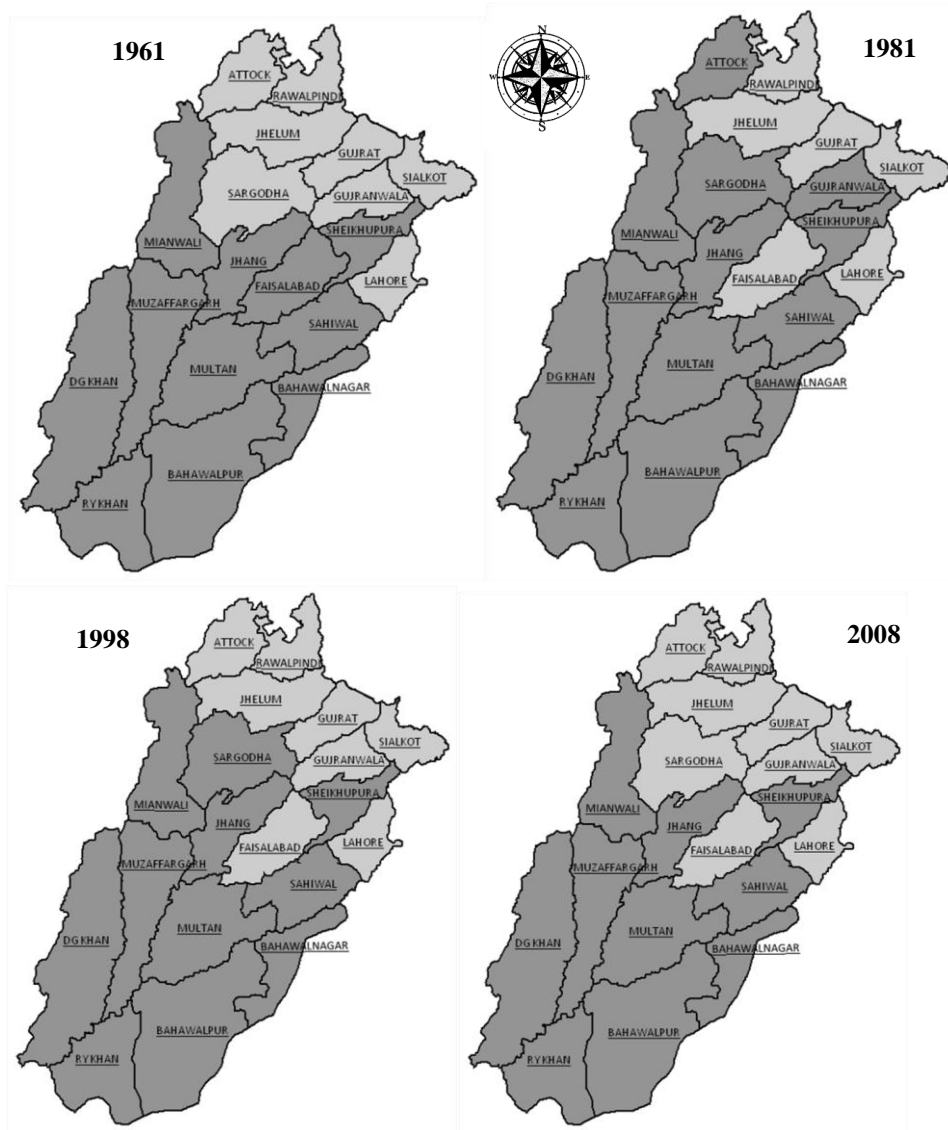 1961
ATTOCK
RAWALPINDI
JHELUM
GUJRAT
SIALKOT
SARGODHA
GUJRANWALA
SHEIKHUPURA
MIANWALI
JHANG
FAISALABAD
LAHORE
MUZAFFARGARH
SAHIWAL
MULTAN
DG KHAN
BAHAWALNAGAR
BAHAWALPUR
RY KHAN
N
W
E
S
1981
ATTOCK
RAWALPINDI
JHELUM
GUJRAT
SIALKOT
SARGODHA
GUJRANWALA
SHEIKHUPURA
MIANWALI
JHANG
FAISALABAD
LAHORE
MUZAFFARGARH
SAHIWAL
MULTAN
DG KHAN
BAHAWALNAGAR
BAHAWALPUR
RY KHAN
1998
ATTOCK
RAWALPINDI
JHELUM
GUJRAT
SIALKOT
SARGODHA
GUJRANWALA
SHEIKHUPURA
MIANWALI
JHANG
FAISALABAD
LAHORE
MUZAFFARGARH
SAHIWAL
MULTAN
DG KHAN
BAHAWALNAGAR
BAHAWALPUR
RY KHAN
2008
ATTOCK
RAWALPINDI
JHELUM
GUJRAT
SIALKOT
SARGODHA
GUJRANWALA
SHEIKHUPURA
MIANWALI
JHANG
FAISALABAD
LAHORE
MUZAFFARGARH
SAHIWAL
MULTAN
DG KHAN
BAHAWALNAGAR
BAHAWALPUR
RY KHAN